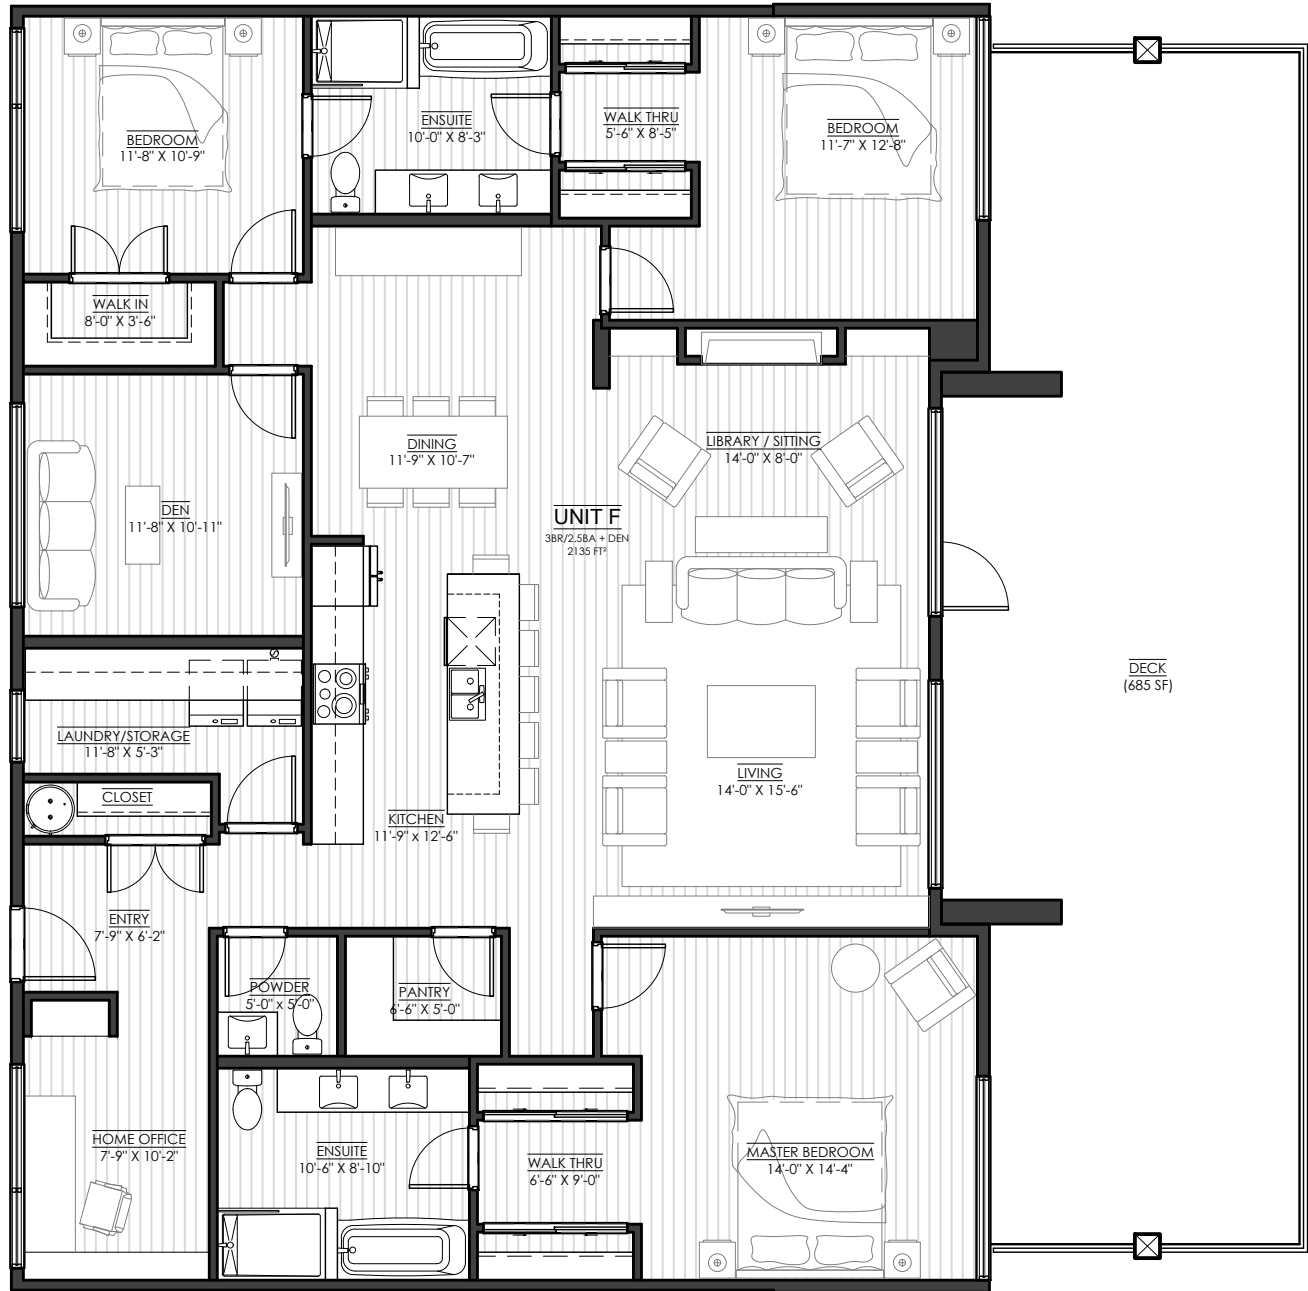 BEDROOM
11'-8" X 10'-9"
ENSUITE
10'-0" X 8'-3"
WALK THRU
5'-6" X 8'-5"
BEDROOM
11'-7" X 12'-8"
WALK IN
8'-0" X 3'-6"
DINING
11'-9" X 10'-7"
LIBRARY / SITTING
14'-0" X 8'-0"
DEN
11'-8" X 10'-11"
UNIT F
3BR/2.5BA + DEN
2135 FT²
DECK
(685 SF)
LAUNDRY/STORAGE
11'-8" X 5'-3"
LIVING
14'-0" X 15'-6"
CLOSET
KITCHEN
11'-9" x 12'-6"
ENTRY
7'-9" X 6'-2"
POWDER
5'-0" x 5'-0"
PANTRY
6'-6" X 5'-0"
HOME OFFICE
7'-9" X 10'-2"
ENSUITE
10'-6" X 8'-10"
WALK THRU
6'-6" X 9'-0"
MASTER BEDROOM
14'-0" X 14'-4"